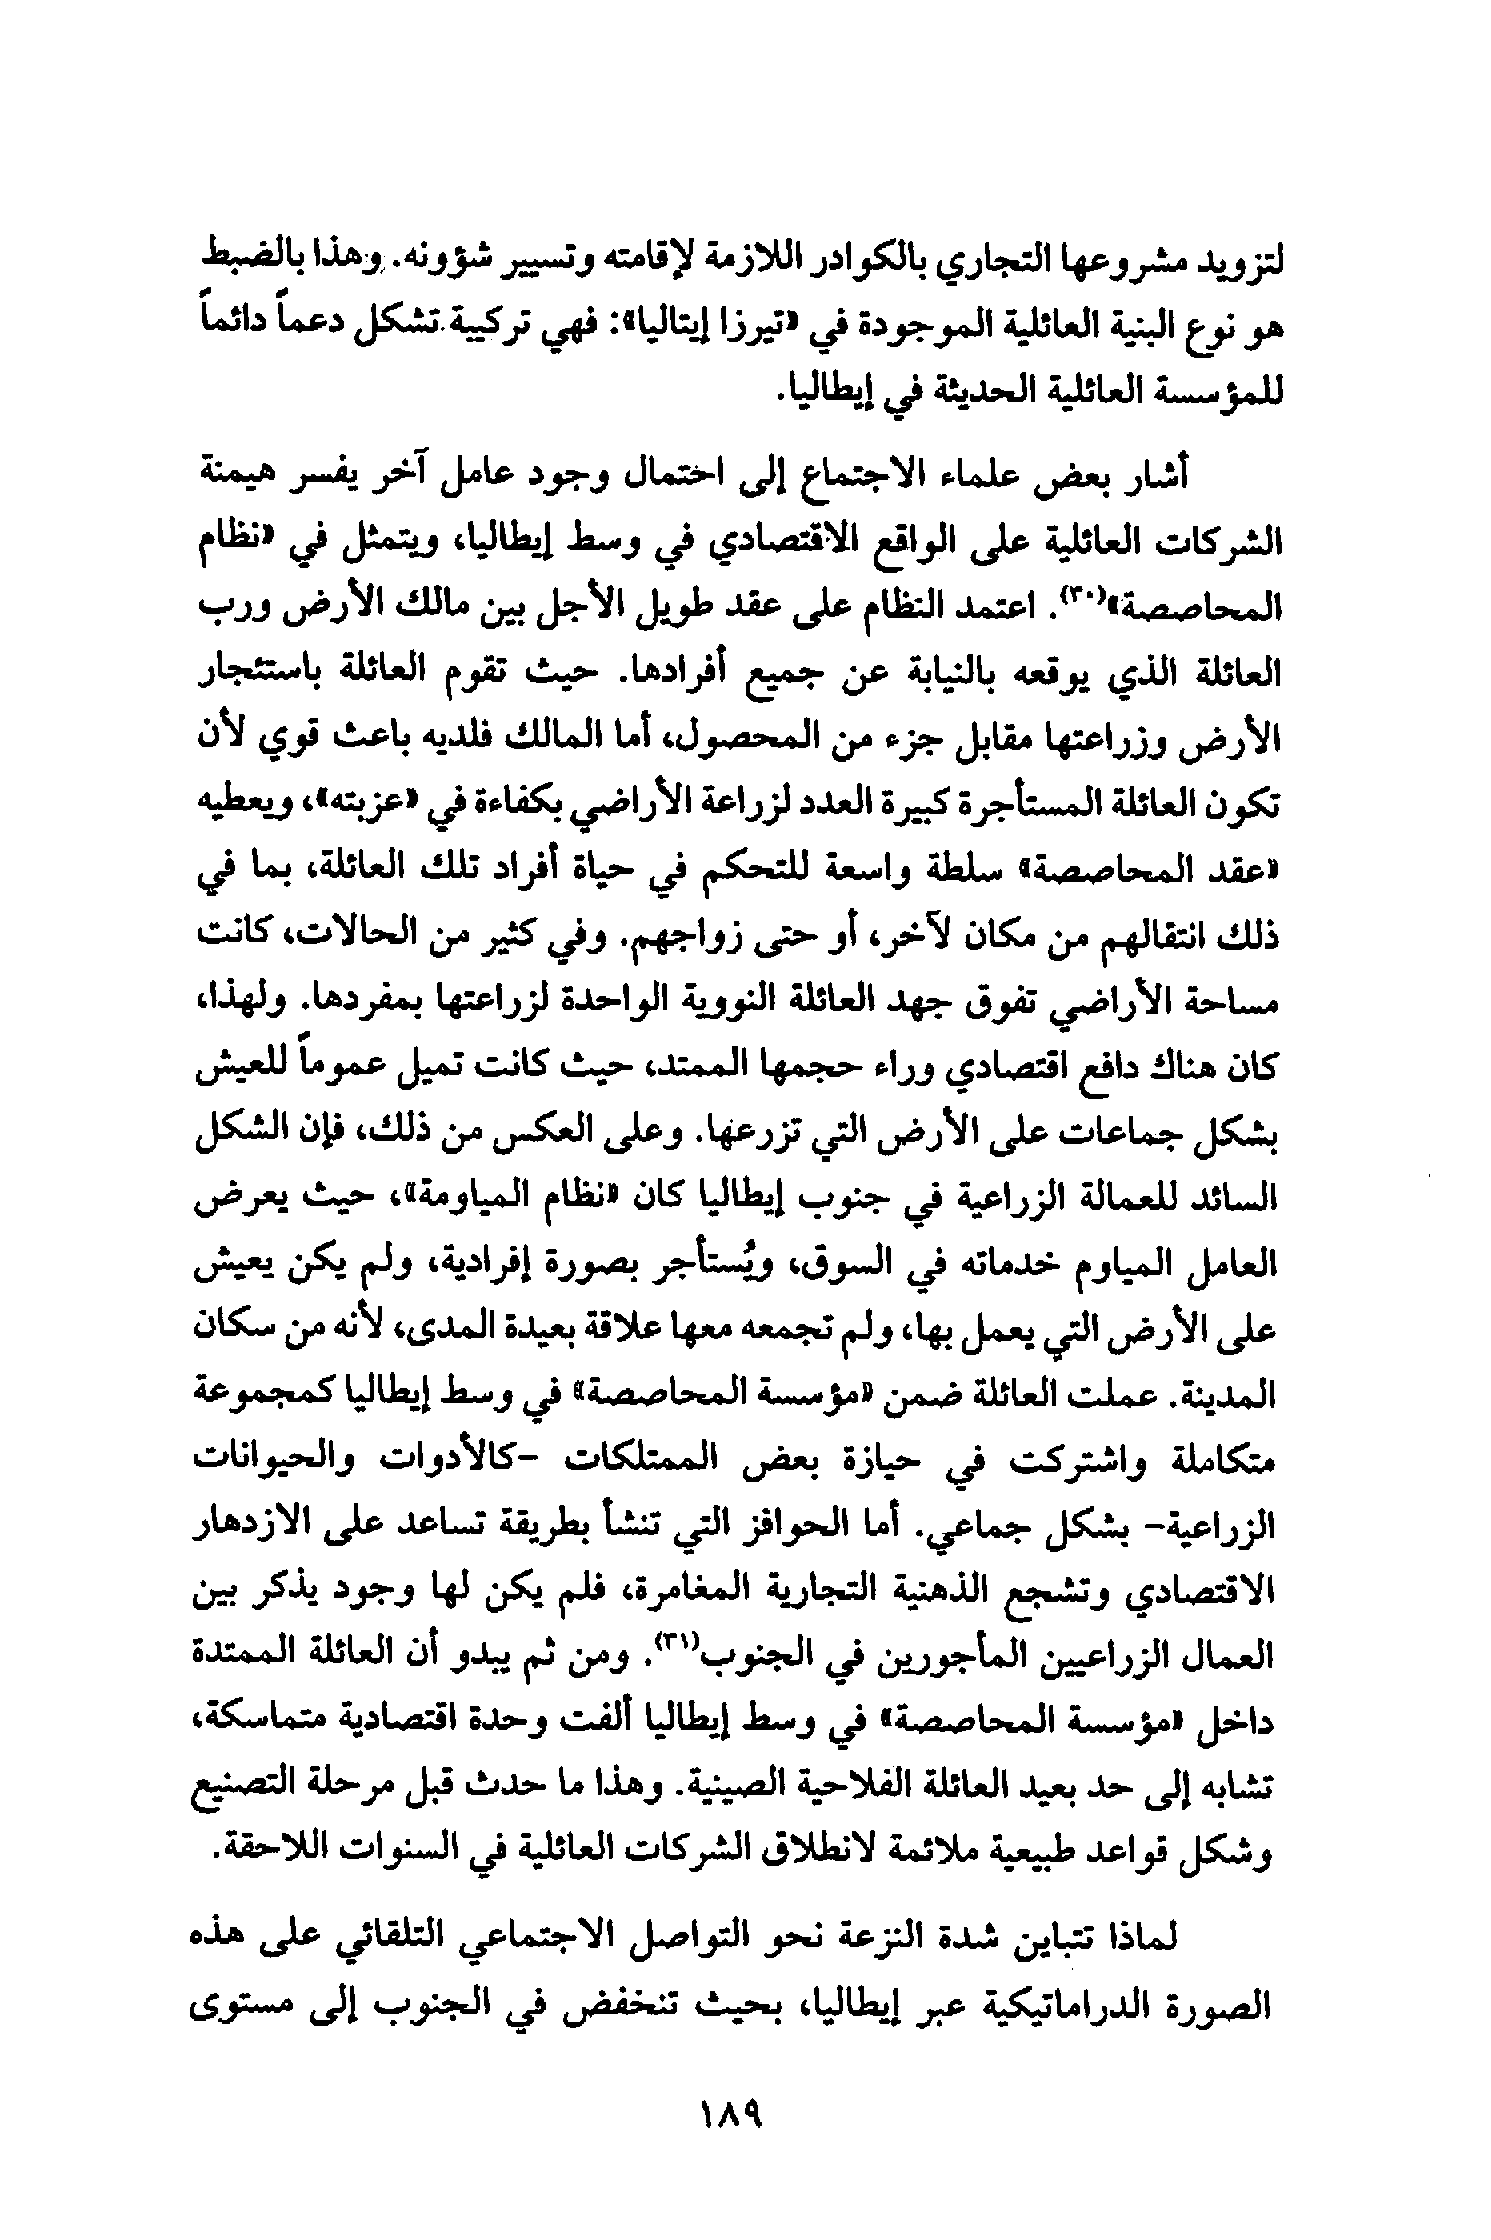 لتزويد مشروعها التجاري بالكوادر اللازمة لإقامته وتسيير شؤونه. وهذا بالضبط
هو نوع البنية العائلية الموجودة في «تيرزا إيتاليا»: فهي تركيبة تشكل دعماً دائماً
للمؤسسة العائلية الحديثة في إيطاليا.
أشار بعض علماء الاجتماع إلى احتمال وجود عامل آخر يفسر هيمنة
الشركات العائلية على الواقع الاقتصادي في وسط إيطاليا، ويتمثل في «نظام
المحاصصة»(٣٠). اعتمد النظام على عقد طويل الأجل بين مالك الأرض ورب
العائلة الذي يوقعه بالنيابة عن جميع أفرادها. حيث تقوم العائلة باستئجار
الأرض وزراعتها مقابل جزء من المحصول، أما المالك فلديه باعث قوي لأن
تكون العائلة المستأجرة كبيرة العدد لزراعة الأراضي بكفاءة في «عزبته»، ويعطيه
«عقد المحاصصة» سلطة واسعة للتحكم في حياة أفراد تلك العائلة، بما في
ذلك انتقالهم من مكان لآخر، أو حتى زواجهم. وفي كثير من الحالات، كانت
مساحة الأراضي تفوق جهد العائلة النووية الواحدة لزراعتها بمفردها. ولهذا،
كان هناك دافع اقتصادي وراء حجمها الممتد، حيث كانت تميل عموماً للعيش
بشكل جماعات على الأرض التي تزرعها. وعلى العكس من ذلك، فإن الشكل
السائد للعمالة الزراعية في جنوب إيطاليا كان «نظام المياومة»، حيث يعرض
العامل المياوم خدماته في السوق، ويُستأجر بصورة إفرادية، ولم يكن يعيش
على الأرض التي يعمل بها، ولم تجمعه معها علاقة بعيدة المدى، لأنه من سكان
المدينة. عملت العائلة ضمن «مؤسسة المحاصصة» في وسط إيطاليا كمجموعة
متكاملة واشتركت في حيازة بعض الممتلكات -كالأدوات والحيوانات
الزراعية- بشكل جماعي. أما الحوافز التي تنشأ بطريقة تساعد على الازدهار
الاقتصادي وتشجع الذهنية التجارية المغامرة، فلم يكن لها وجود يذكر بين
العمال الزراعيين المأجورين في الجنوب(٣١). ومن ثم يبدو أن العائلة الممتدة
داخل «مؤسسة المحاصصة» في وسط إيطاليا ألفت وحدة اقتصادية متماسكة،
تشابه إلى حد بعيد العائلة الفلاحية الصينية. وهذا ما حدث قبل مرحلة التصنيع
وشكل قواعد طبيعية ملائمة لانطلاق الشركات العائلية في السنوات اللاحقة.
لماذا تتباين شدة النزعة نحو التواصل الاجتماعي التلقائي على هذه
الصورة الدراماتيكية عبر إيطاليا، بحيث تنخفض في الجنوب إلى مستوى
١٨٩